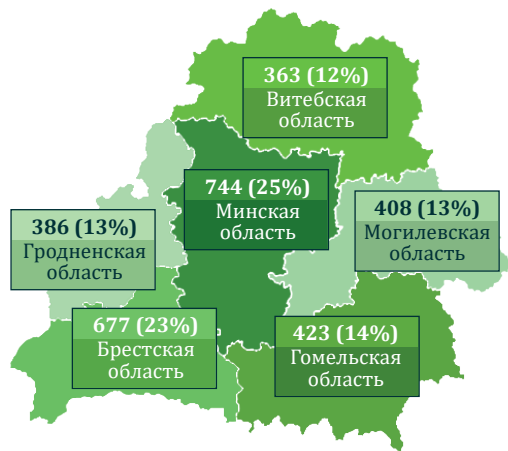 363 (12%)
Витебская
область
744 (25%)
Минская
область
386 (13%)
Гродненская
область
408 (13%)
Могилевская
область
677 (23%)
Брестская
область
423 (14%)
Гомельская
область